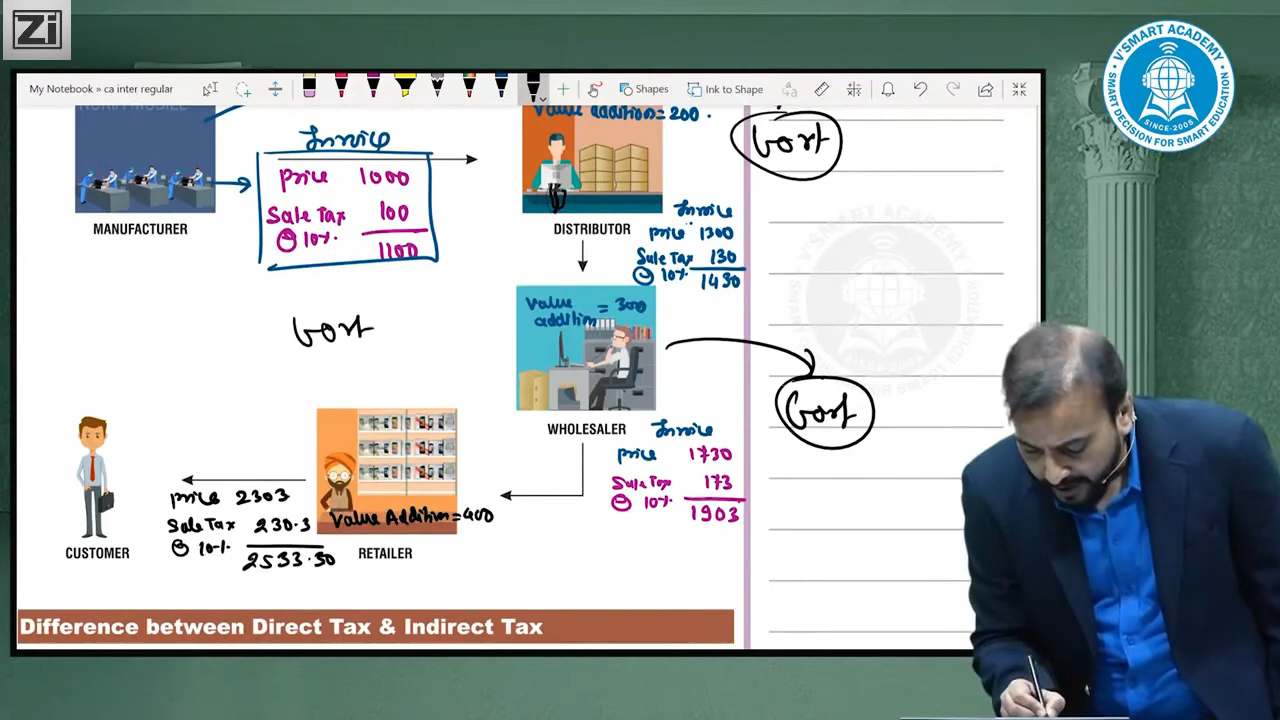 Zi
V'SMART ACADEMY
SINCE-2005
SMART DECISION FOR SMART EDUCATION
My Notebook » ca inter regular
Shapes
Ink to Shape
Value addition = 200.
Govt
Invoice
Price 1000
Sale Tax 100
@ 10%
1100
MANUFACTURER
DISTRIBUTOR
Invoice
Price 1300
Sale Tax 130
@ 10% 1430
Value addition = 300
Govt
Govt
WHOLESALER
Invoice
Price 1730
Sale Tax 173
@ 10% 1903
Price 2303
Sale Tax 230.3
@ 10% 2533.30
Value Addition = 400
CUSTOMER
RETAILER
Difference between Direct Tax & Indirect Tax